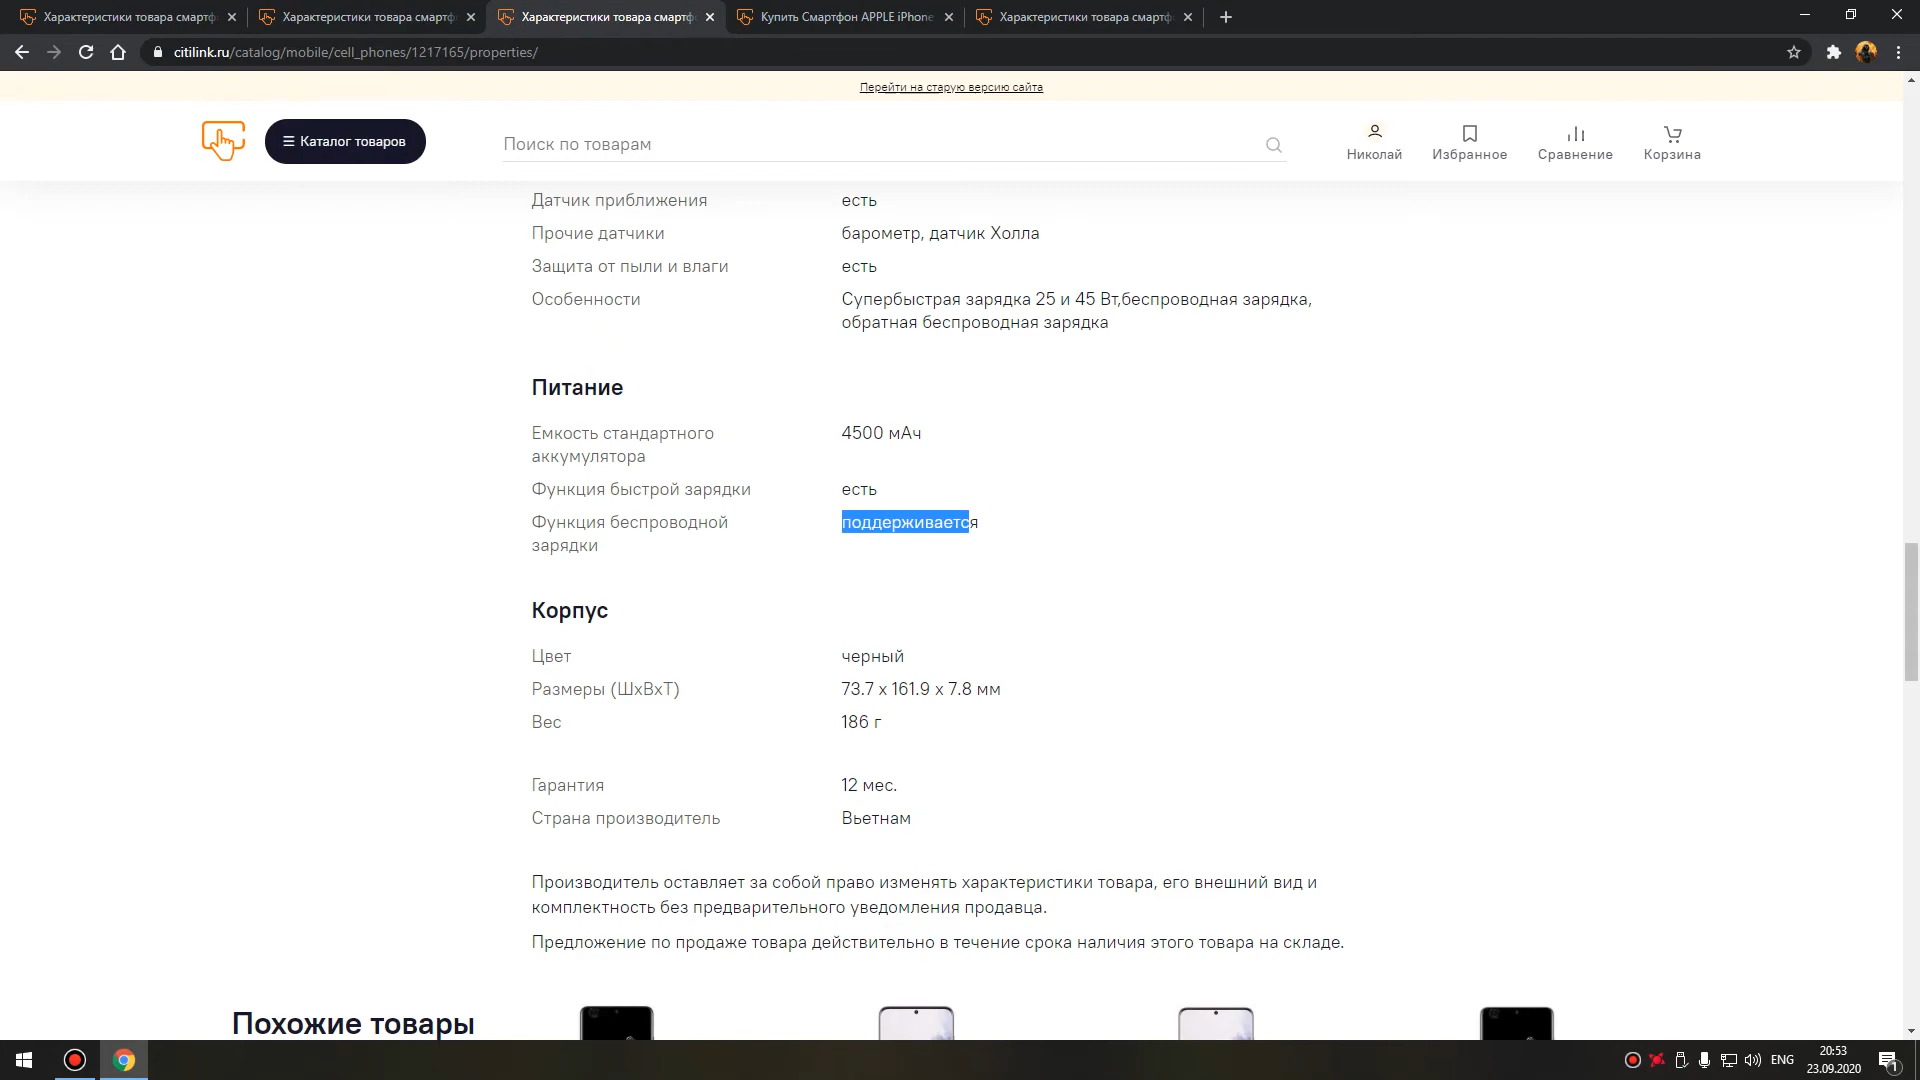 Характеристики товара смартф
Характеристики товара смартф
Характеристики товара смартф
Купить Смартфон APPLE iPhone
Характеристики товара смартф
citilink.ru/catalog/mobile/cell_phones/1217165/properties/
Перейти на старую версию сайта
Каталог товаров
Поиск по товарам
Николай
Избранное
Сравнение
Корзина
Датчик приближения есть
Прочие датчики барометр, датчик Холла
Защита от пыли и влаги есть
Особенности Супербыстрая зарядка 25 и 45 Вт,беспроводная зарядка,
обратная беспроводная зарядка
Питание
Емкость стандартного 4500 мАч
аккумулятора
Функция быстрой зарядки есть
Функция беспроводной поддерживается
зарядки
Корпус
Цвет черный
Размеры (ШхВхТ) 73.7 x 161.9 x 7.8 мм
Вес 186 г
Гарантия 12 мес.
Страна производитель Вьетнам
Производитель оставляет за собой право изменять характеристики товара, его внешний вид и
комплектность без предварительного уведомления продавца.
Предложение по продаже товара действительно в течение срока наличия этого товара на складе.
Похожие товары
ENG
20:53
23.09.2020
1